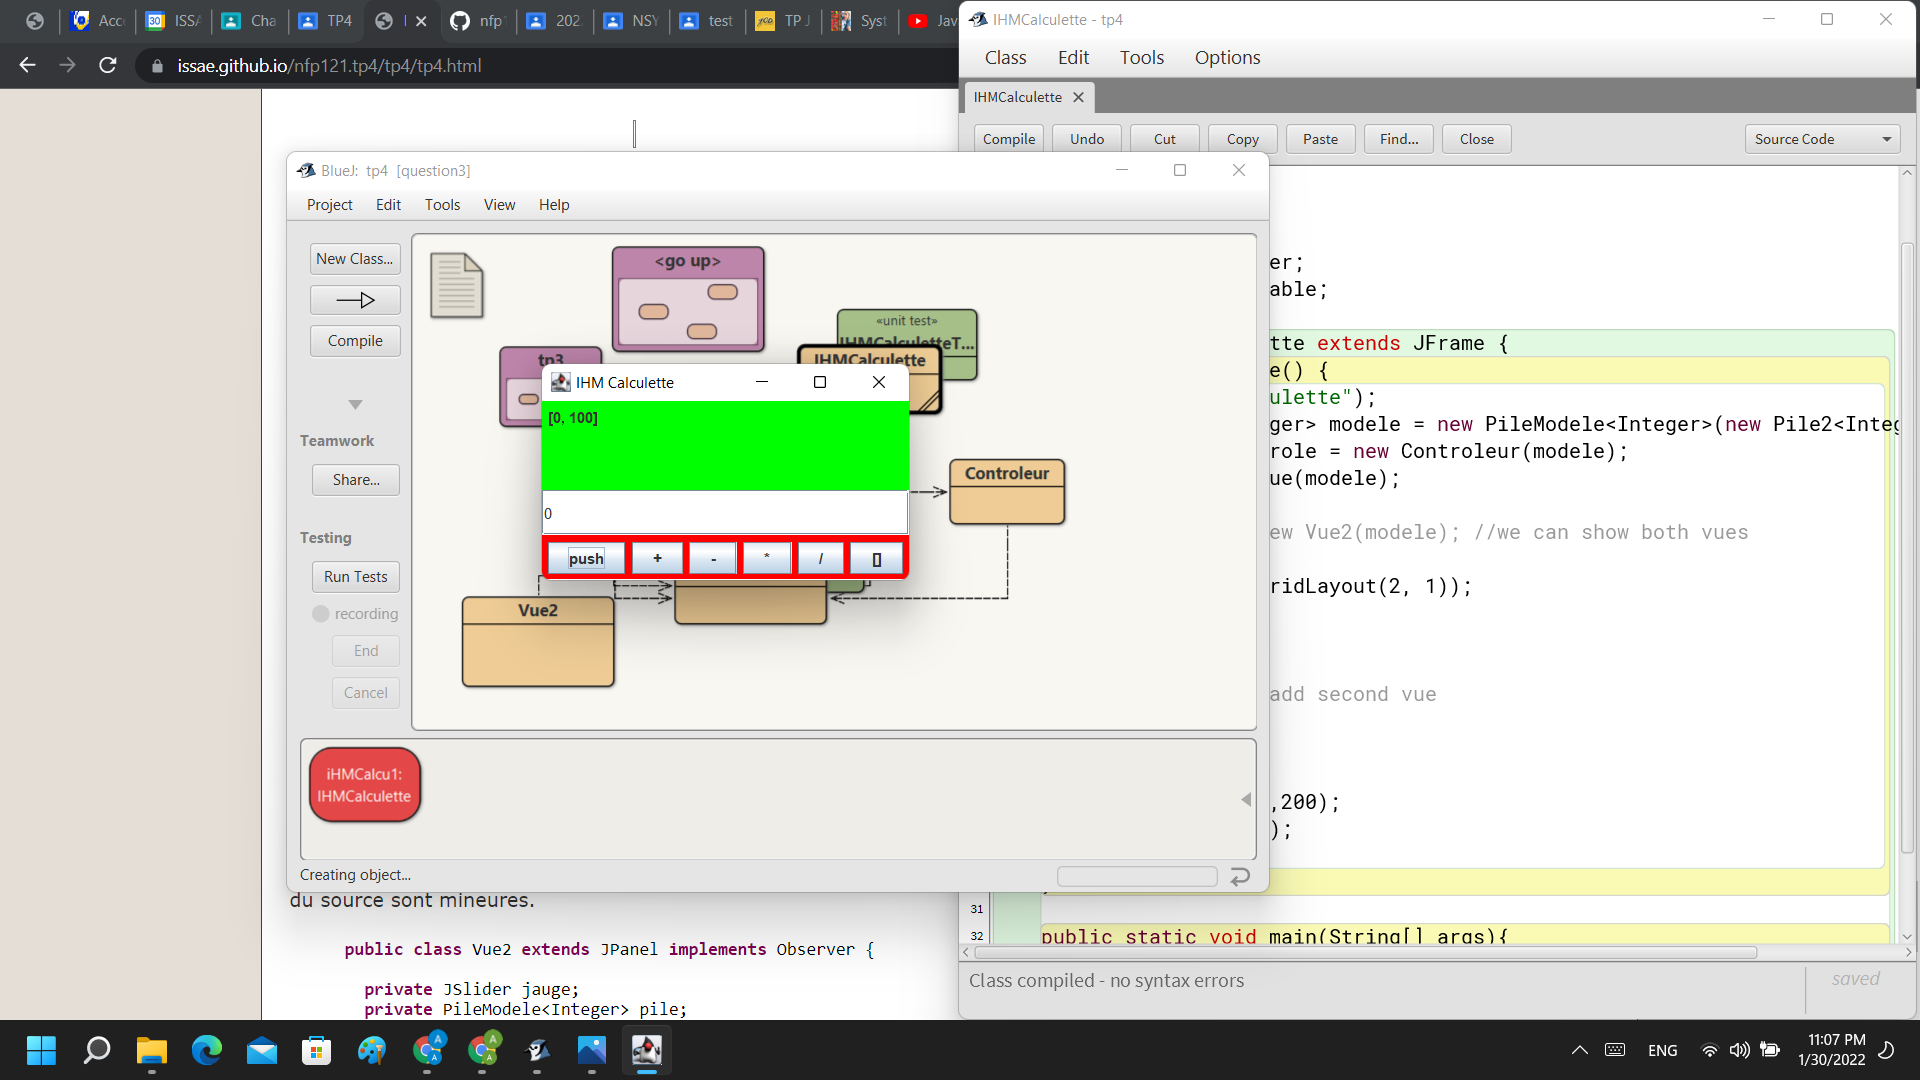 Acc
ISSA
Cha
TP4
nfp
202
NSY
test
TP J
Syst
Jav
issae.github.io/nfp121.tp4/tp4/tp4.html
IHMCalculette - tp4
Class Edit Tools Options
IHMCalculette
Compile Undo Cut Copy Paste Find... Close Source Code
er;
able;
tte extends JFrame {
e() {
ulette");
ger> modele = new PileModele<Integer>(new Pile2<Integ
role = new Controleur(modele);
ue(modele);
ew Vue2(modele); //we can show both vues
ridLayout(2, 1));
add second vue
,200);
);
31
32 public static void main(String[] args){
Class compiled - no syntax errors
saved
BlueJ: tp4 [question3]
Project Edit Tools View Help
New Class...
Compile
Teamwork
Share...
Testing
Run Tests
recording
End
Cancel
<go up>
«unit test»
IHMCalculetteT...
IHMCalculette
tp3
Controleur
Vue2
IHM Calculette
[0, 100]
0
push + - * / []
iHMCalcu1:
IHMCalculette
Creating object...
du source sont mineures.
public class Vue2 extends JPanel implements Observer {
private JSlider jauge;
private PileModele<Integer> pile;
ENG
11:07 PM
1/30/2022